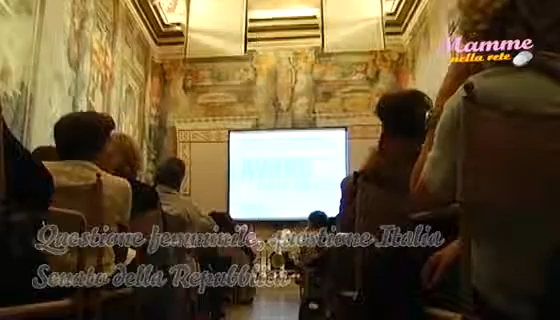 Mamme
nella rete
Questione femminile, questione Italia
Senato della Repubblica